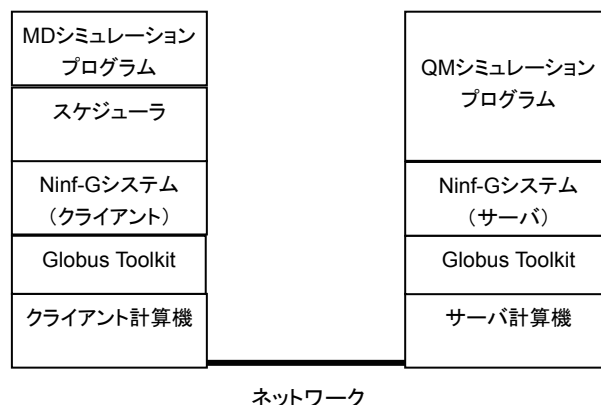 MDシミュレーション
プログラム
スケジューラ
Ninf-Gシステム
（クライアント）
Globus Toolkit
クライアント計算機
QMシミュレーション
プログラム
Ninf-Gシステム
（サーバ）
Globus Toolkit
サーバ計算機
ネットワーク